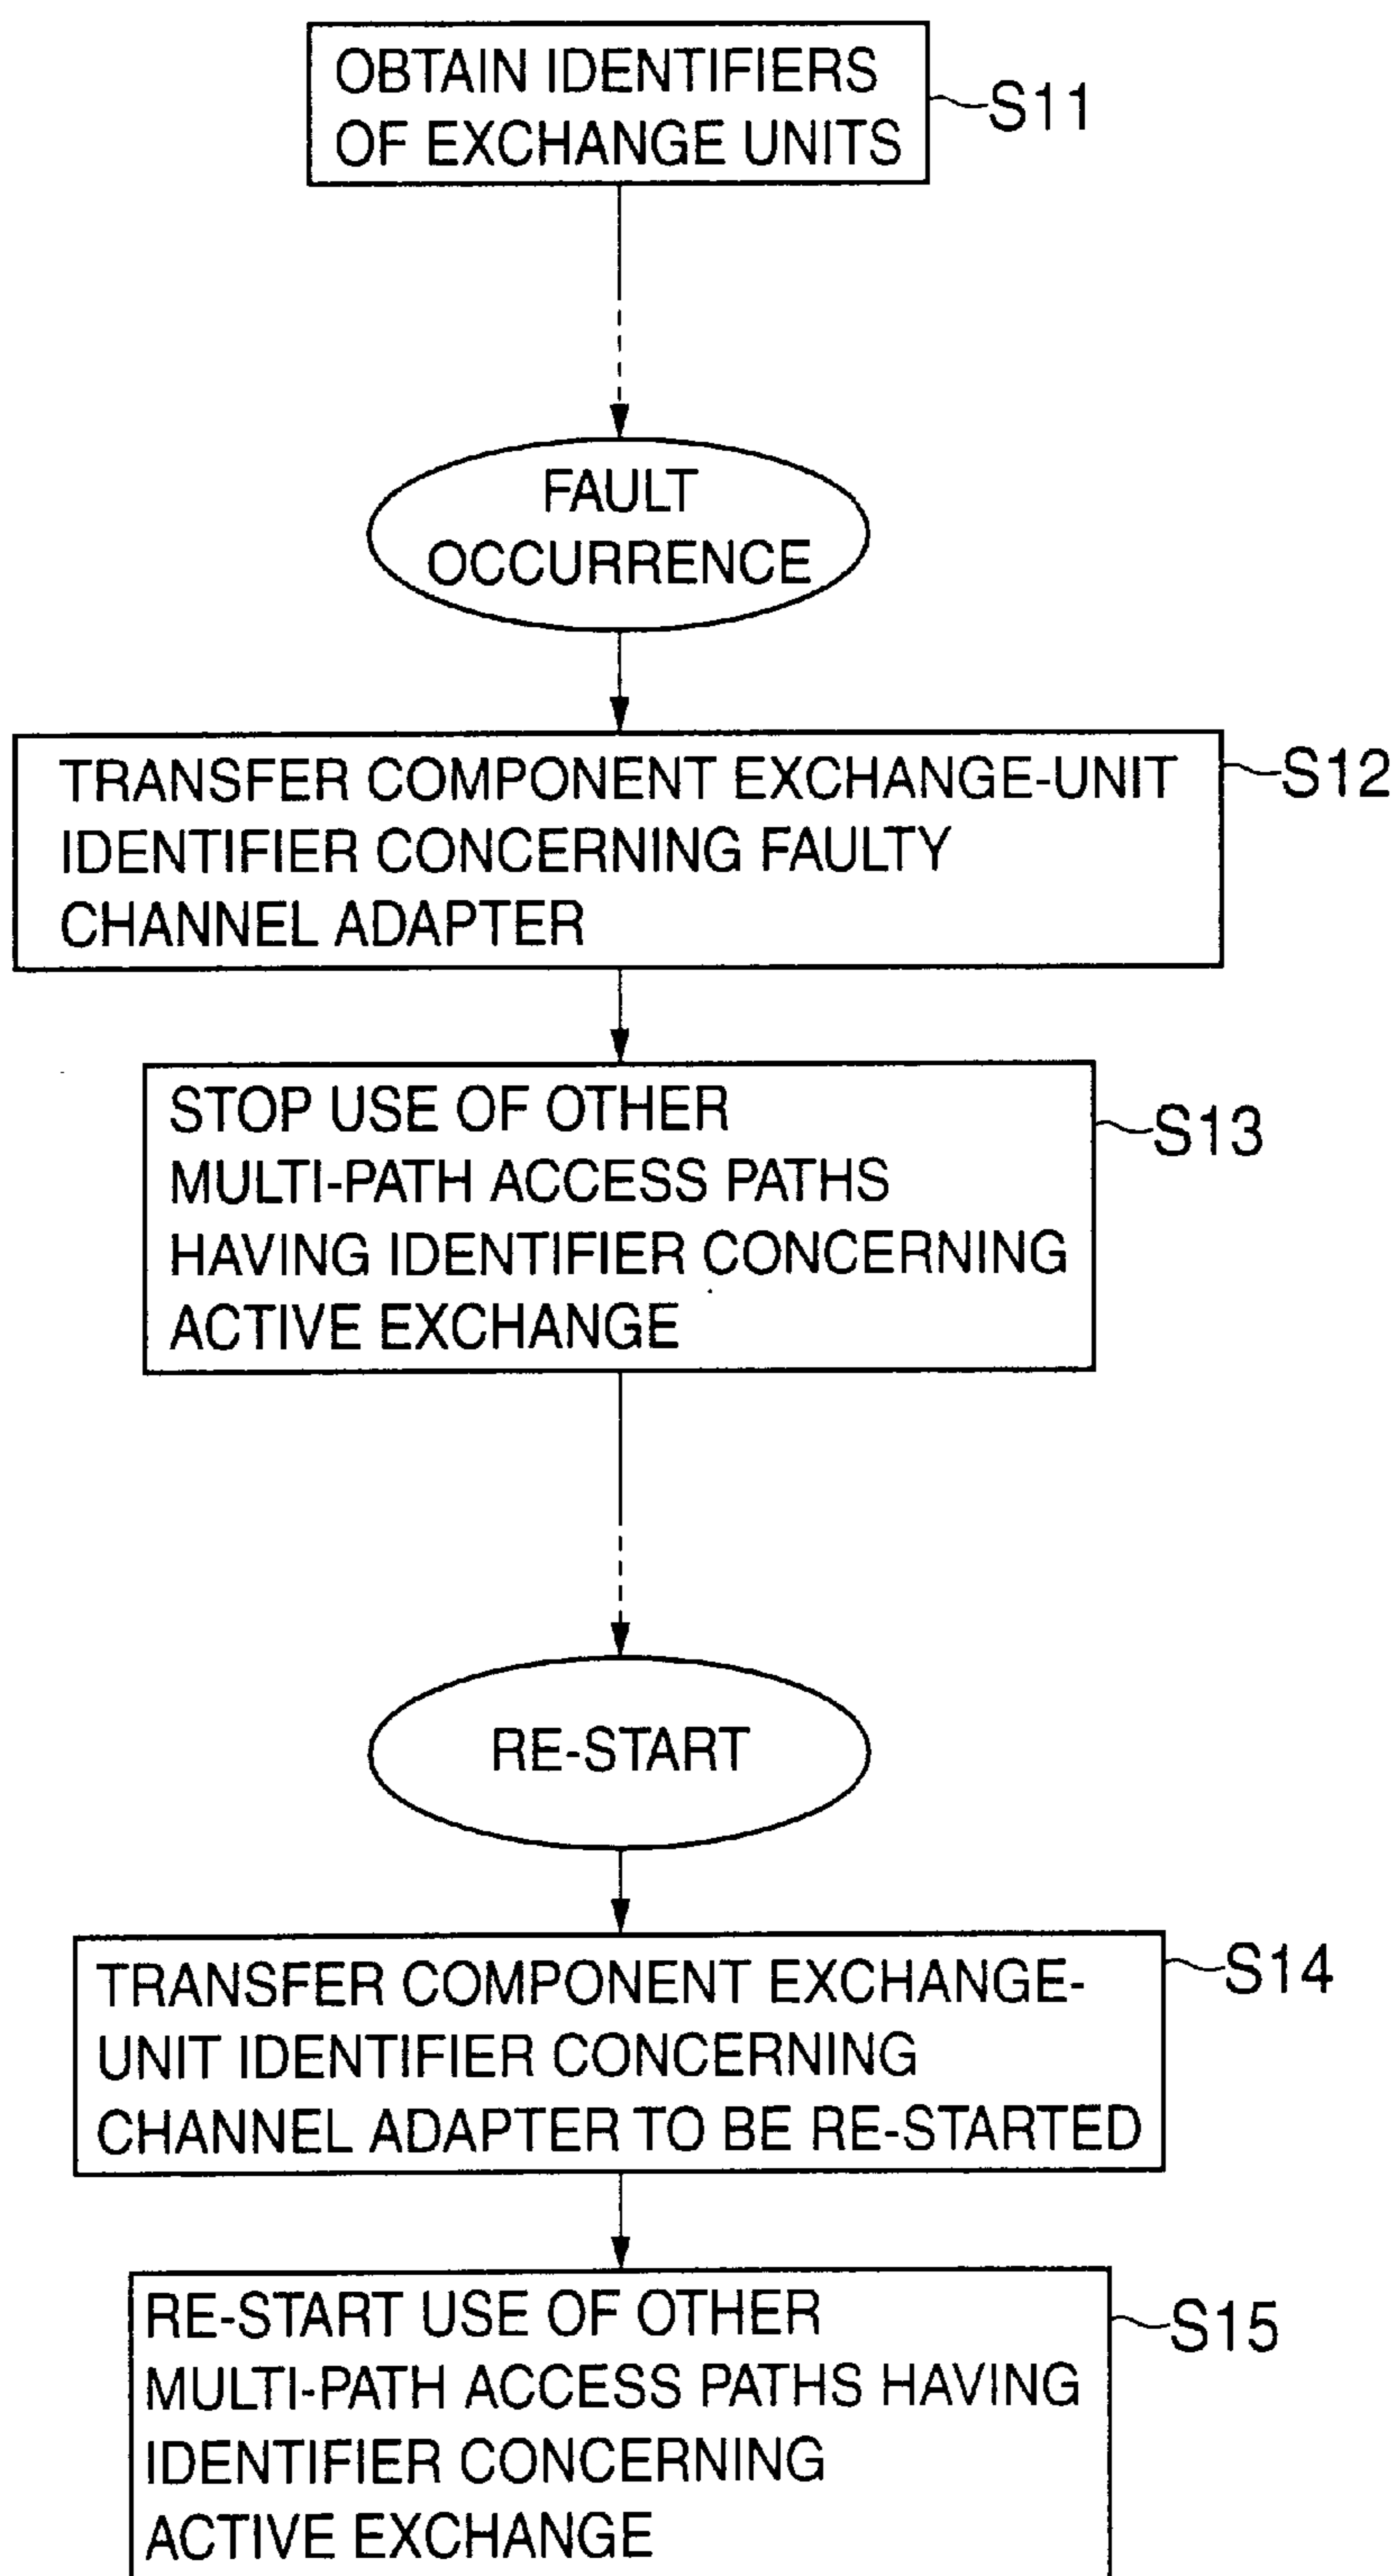 OBTAIN IDENTIFIERS
OF EXCHANGE UNITS
S11
FAULT
OCCURRENCE
TRANSFER COMPONENT EXCHANGE-UNIT
IDENTIFIER CONCERNING FAULTY
CHANNEL ADAPTER
S12
STOP USE OF OTHER
MULTI-PATH ACCESS PATHS
HAVING IDENTIFIER CONCERNING
ACTIVE EXCHANGE
S13
RE-START
TRANSFER COMPONENT EXCHANGE-
UNIT IDENTIFIER CONCERNING
CHANNEL ADAPTER TO BE RE-STARTED
S14
RE-START USE OF OTHER
MULTI-PATH ACCESS PATHS HAVING
IDENTIFIER CONCERNING
ACTIVE EXCHANGE
S15